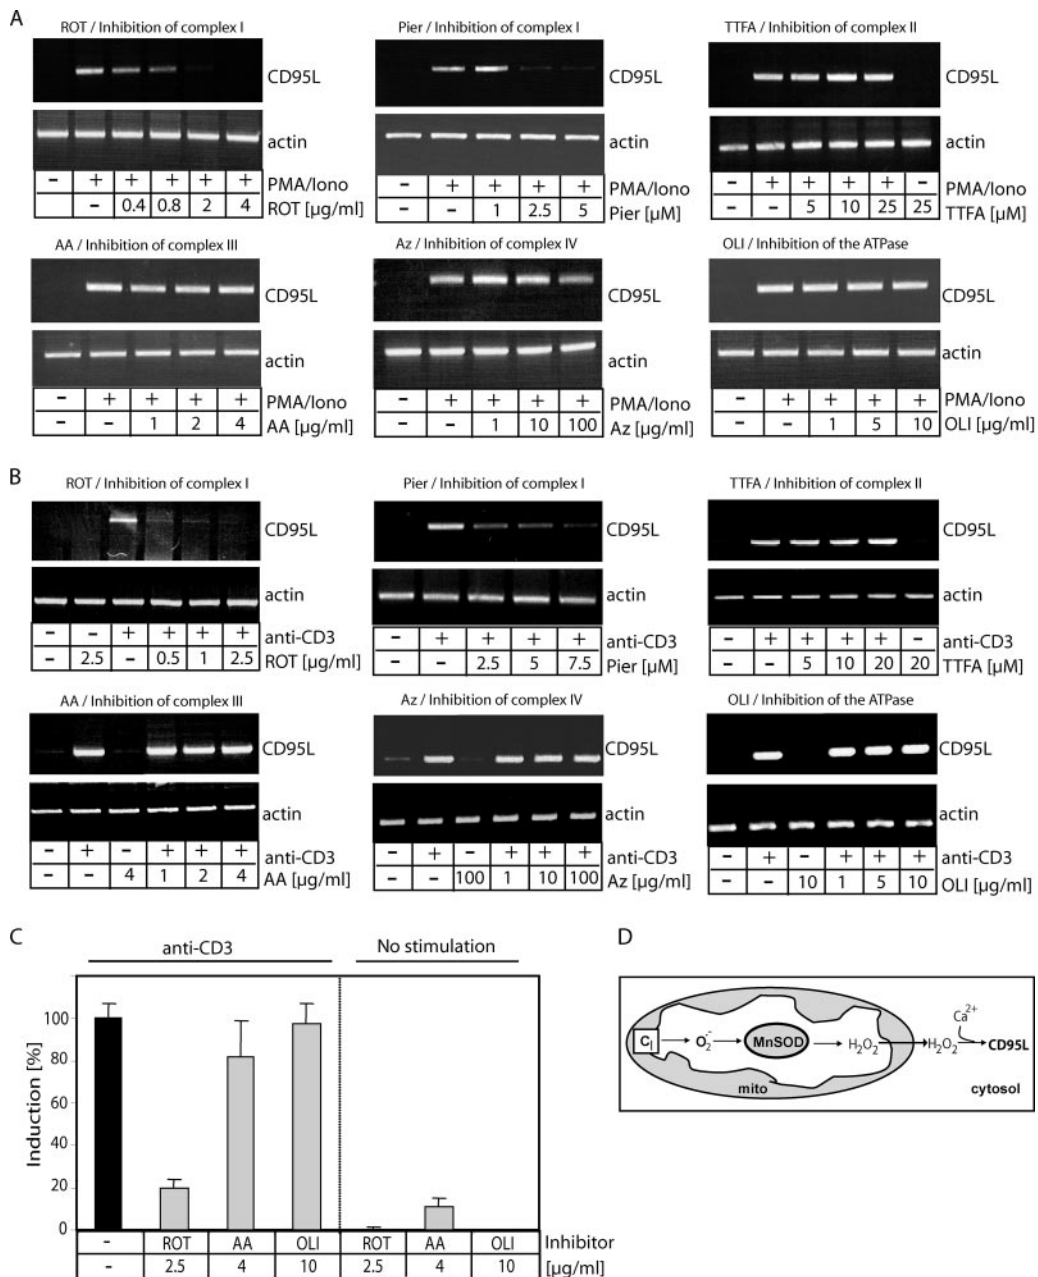 A
ROT / Inhibition of complex I
CD95L
actin
– + + + + + PMA/Iono
– – 0.4 0.8 2 4 ROT [µg/ml]
Pier / Inhibition of complex I
CD95L
actin
– + + + + PMA/Iono
– – 1 2.5 5 Pier [µM]
TTFA / Inhibition of complex II
CD95L
actin
– + + + + – PMA/Iono
– – 5 10 25 25 TTFA [µM]
AA / Inhibition of complex III
CD95L
actin
– + + + + PMA/Iono
– – 1 2 4 AA [µg/ml]
Az / Inhibition of complex IV
CD95L
actin
– + + + + PMA/Iono
– – 1 10 100 Az [µg/ml]
OLI / Inhibition of the ATPase
CD95L
actin
– + + + + PMA/Iono
– – 1 5 10 OLI [µg/ml]
B
ROT / Inhibition of complex I
CD95L
actin
– – + + + + anti-CD3
– 2.5 – 0.5 1 2.5 ROT [µg/ml]
Pier / Inhibition of complex I
CD95L
actin
– + + + + anti-CD3
– – 2.5 5 7.5 Pier [µM]
TTFA / Inhibition of complex II
CD95L
actin
– + + + + – anti-CD3
– – 5 10 20 20 TTFA [µM]
AA / Inhibition of complex III
CD95L
actin
– + – + + + anti-CD3
– – 4 1 2 4 AA [µg/ml]
Az / Inhibition of complex IV
CD95L
actin
– + – + + + anti-CD3
– – 100 1 10 100 Az [µg/ml]
OLI / Inhibition of the ATPase
CD95L
actin
– + – + + + anti-CD3
– – 10 1 5 10 OLI [µg/ml]
C
anti-CD3 No stimulation
Induction [%]
100
80
60
40
20
0
- ROT AA OLI ROT AA OLI Inhibitor
- 2.5 4 10 2.5 4 10 [µg/ml]
D
C_I O₂·⁻ MnSOD H₂O₂ H₂O₂ Ca²⁺ CD95L
mito cytosol